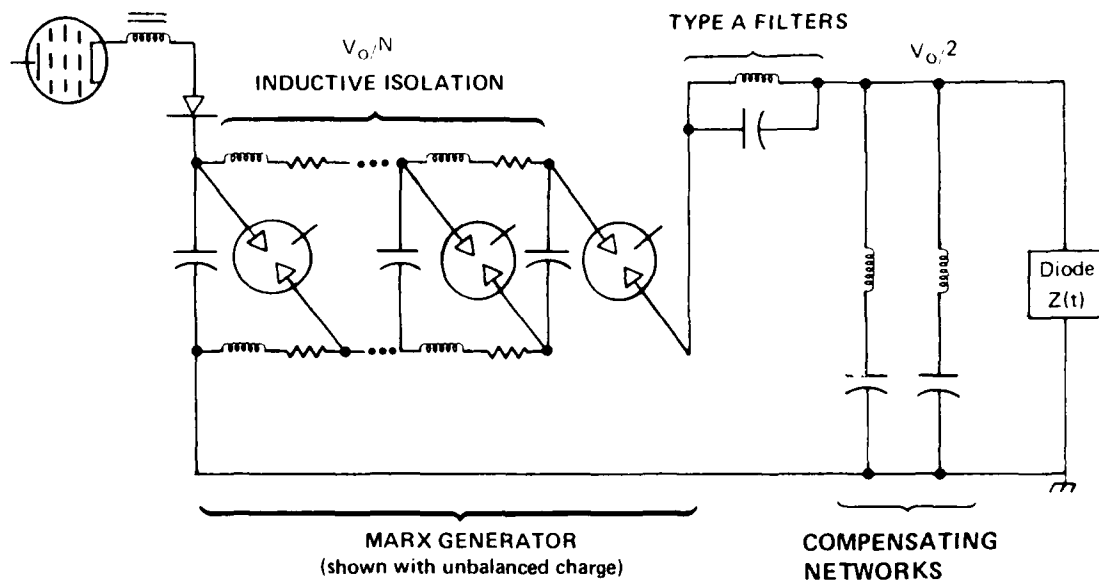 TYPE A FILTERS
V₀/N
INDUCTIVE ISOLATION
V₀/2
Diode
Z(t)
MARX GENERATOR
(shown with unbalanced charge)
COMPENSATING
NETWORKS